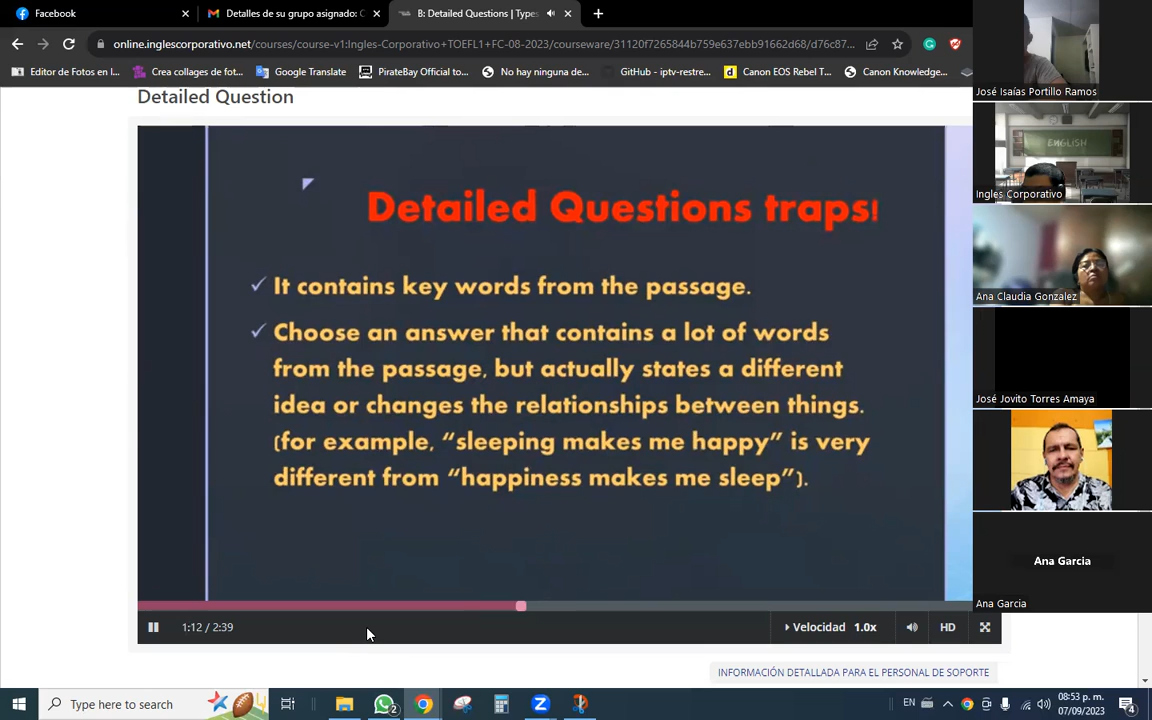 Facebook
Detalles de su grupo asignado: C
B: Detailed Questions | Types
online.inglescorporativo.net/courses/course-v1:Ingles-Corporativo+TOEFL1+FC-08-2023/courseware/31120f7265844b759e637ebb91662d68/d76c87...
Editor de Fotos en l...
Crea collages de fot...
Google Translate
PirateBay Official to...
No hay ninguna de...
GitHub - iptv-restre...
Canon EOS Rebel T...
Canon Knowledge...
Detailed Question
Detailed Questions traps!
✓ It contains key words from the passage.
✓ Choose an answer that contains a lot of words
from the passage, but actually states a different
idea or changes the relationships between things.
(for example, “sleeping makes me happy” is very
different from “happiness makes me sleep”).
1:12 / 2:39
Velocidad 1.0x
HD
INFORMACIÓN DETALLADA PARA EL PERSONAL DE SOPORTE
José Isaías Portillo Ramos
ENGLISH
Ingles Corporativo
Ana Claudia Gonzalez
José Jovito Torres Amaya
Ana Garcia
Ana Garcia
Type here to search
2
EN
08:53 p. m.
07/09/2023
4